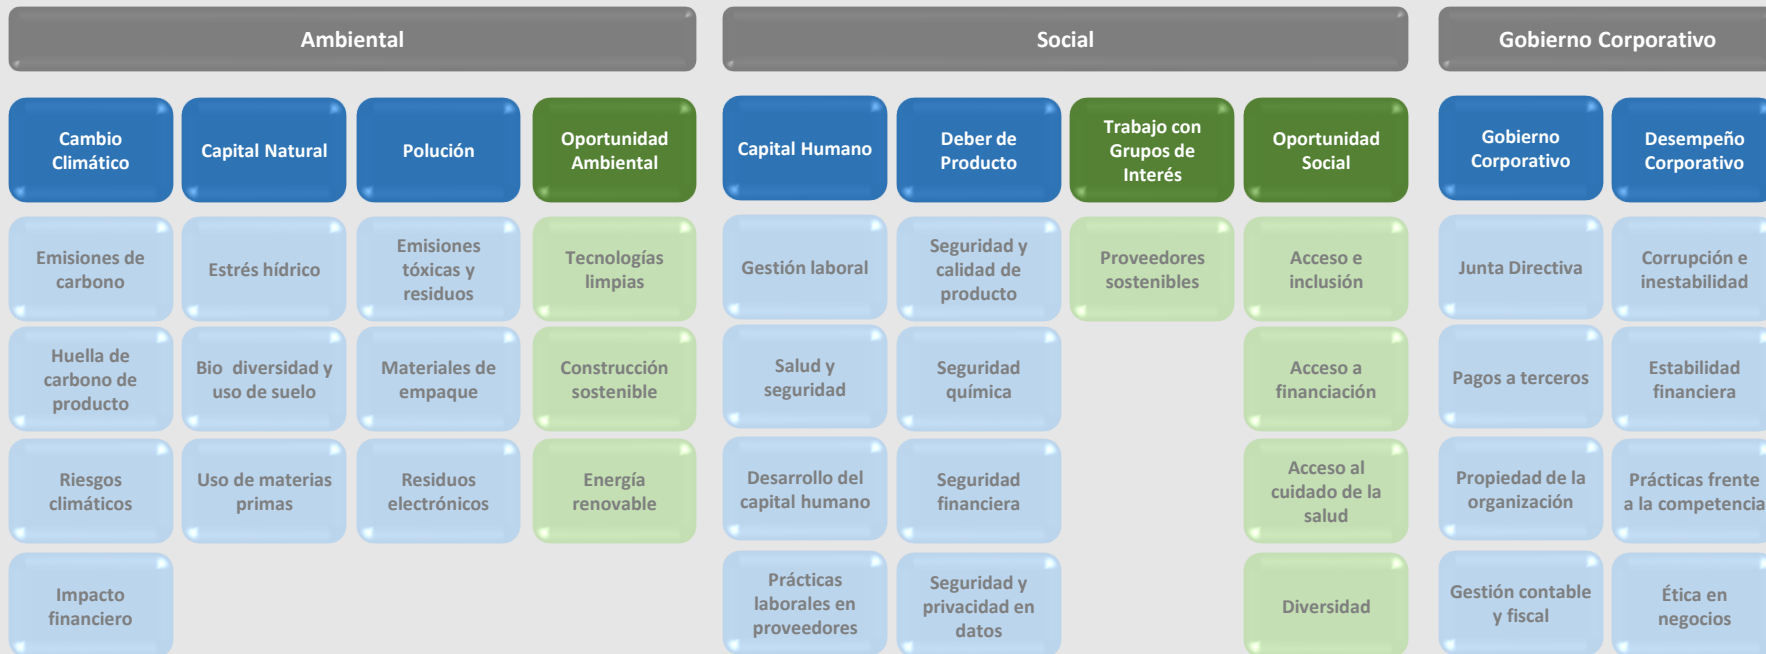 Ambiental
Social
Gobierno Corporativo
Cambio
Climático
Capital Natural
Polución
Oportunidad
Ambiental
Capital Humano
Deber de
Producto
Trabajo con
Grupos de
Interés
Oportunidad
Social
Gobierno
Corporativo
Desempeño
Corporativo
Emisiones de
carbono
Estrés hídrico
Emisiones
tóxicas y
residuos
Tecnologías
limpias
Gestión laboral
Seguridad y
calidad de
producto
Proveedores
sostenibles
Acceso e
inclusión
Junta Directiva
Corrupción e
inestabilidad
Huella de
carbono de
producto
Bio diversidad y
uso de suelo
Materiales de
empaque
Construcción
sostenible
Salud y
seguridad
Seguridad
química
Acceso a
financiación
Pagos a terceros
Estabilidad
financiera
Riesgos
climáticos
Uso de materias
primas
Residuos
electrónicos
Energía
renovable
Desarrollo del
capital humano
Seguridad
financiera
Acceso al
cuidado de la
salud
Propiedad de la
organización
Prácticas frente
a la competencia
Impacto
financiero
Prácticas
laborales en
proveedores
Seguridad y
privacidad en
datos
Diversidad
Gestión contable
y fiscal
Ética en
negocios